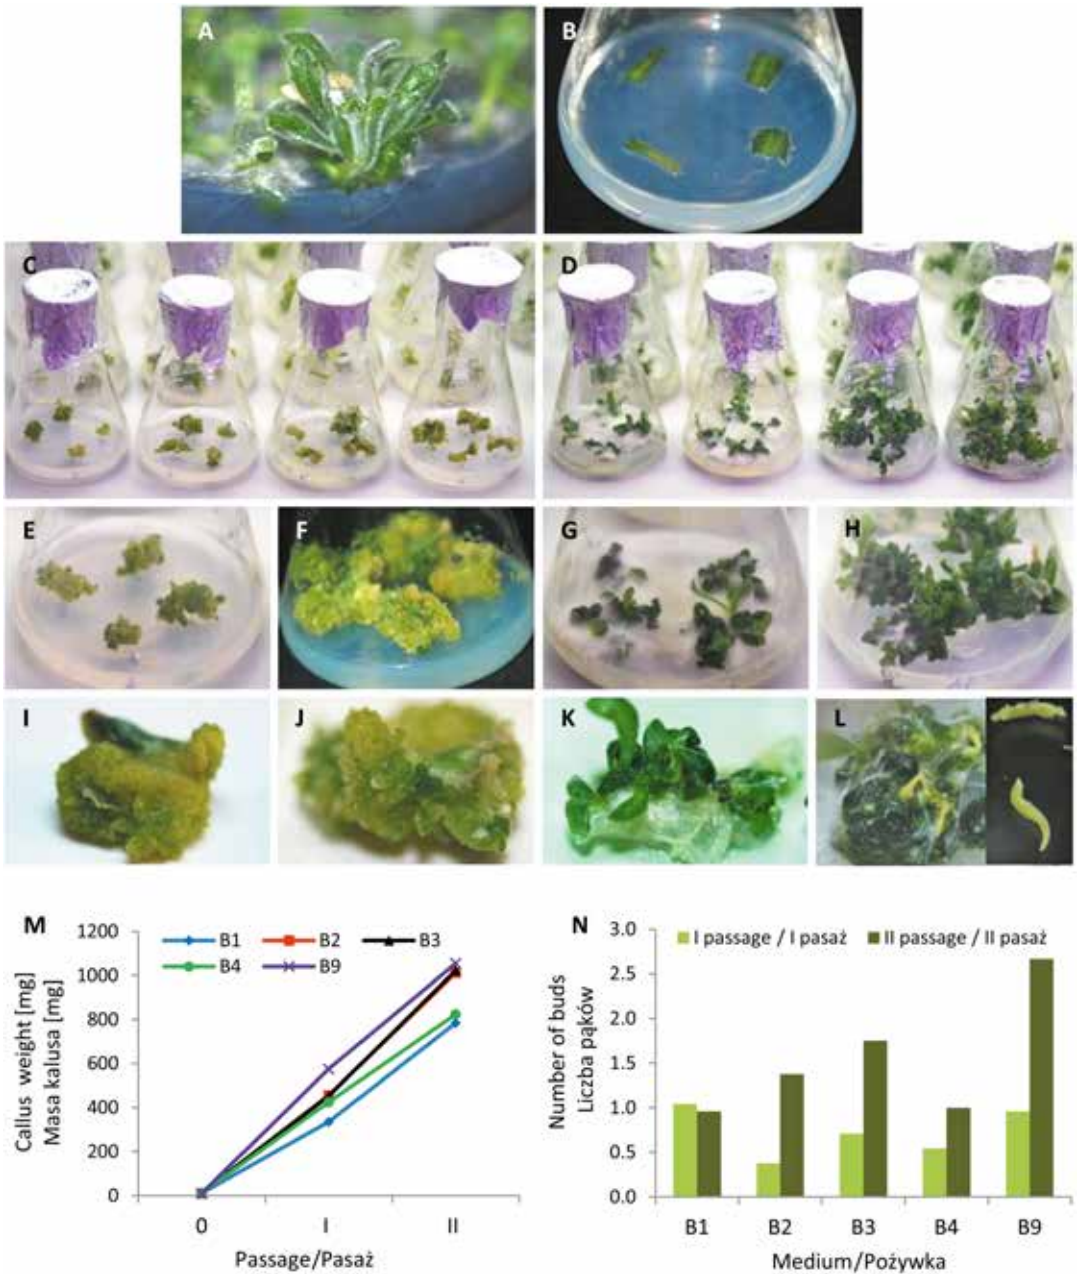 A
B
C
D
E
F
G
H
I
J
K
L
M
Callus weight [mg]
Masa kalusa [mg]
1200
1000
800
600
400
200
0
B1
B2
B3
B4
B9
0
I
II
Passage/Pasaż
N
Number of buds
Liczba pąków
3.0
2.5
2.0
1.5
1.0
0.5
0.0
I passage / I pasaż
II passage / II pasaż
B1
B2
B3
B4
B9
Medium/Pożywka